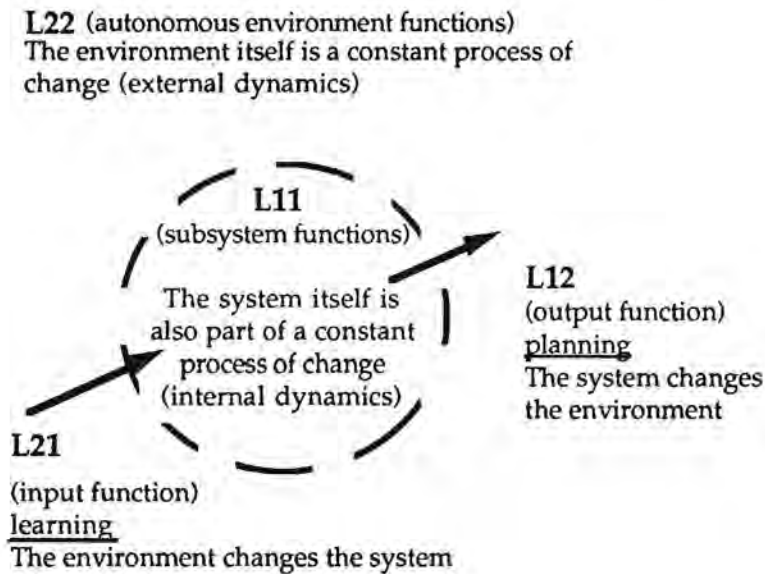 L22 (autonomous environment functions)
The environment itself is a constant process of
change (external dynamics)
L11
(subsystem functions)
The system itself is
also part of a constant
process of change
(internal dynamics)
L12
(output function)
planning
The system changes
the environment
L21
(input function)
learning
The environment changes the system